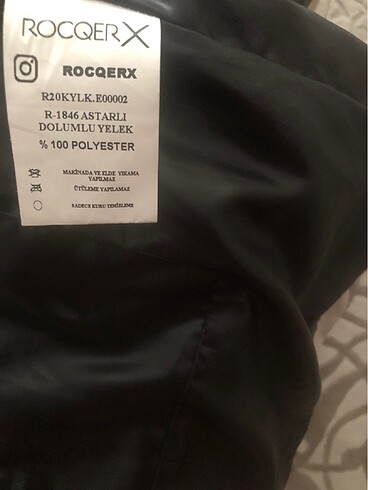 ROCQERX
ROCQERX
R20KYLK.E00002
R-1846 ASTARLI
DOLUMLU YELEK
% 100 POLYESTER
MAKİNADA VE ELDE YIKAMA
YAPILMAZ
ÜTÜLEME YAPILAMAZ
SADECE KURU TEMİZLEME